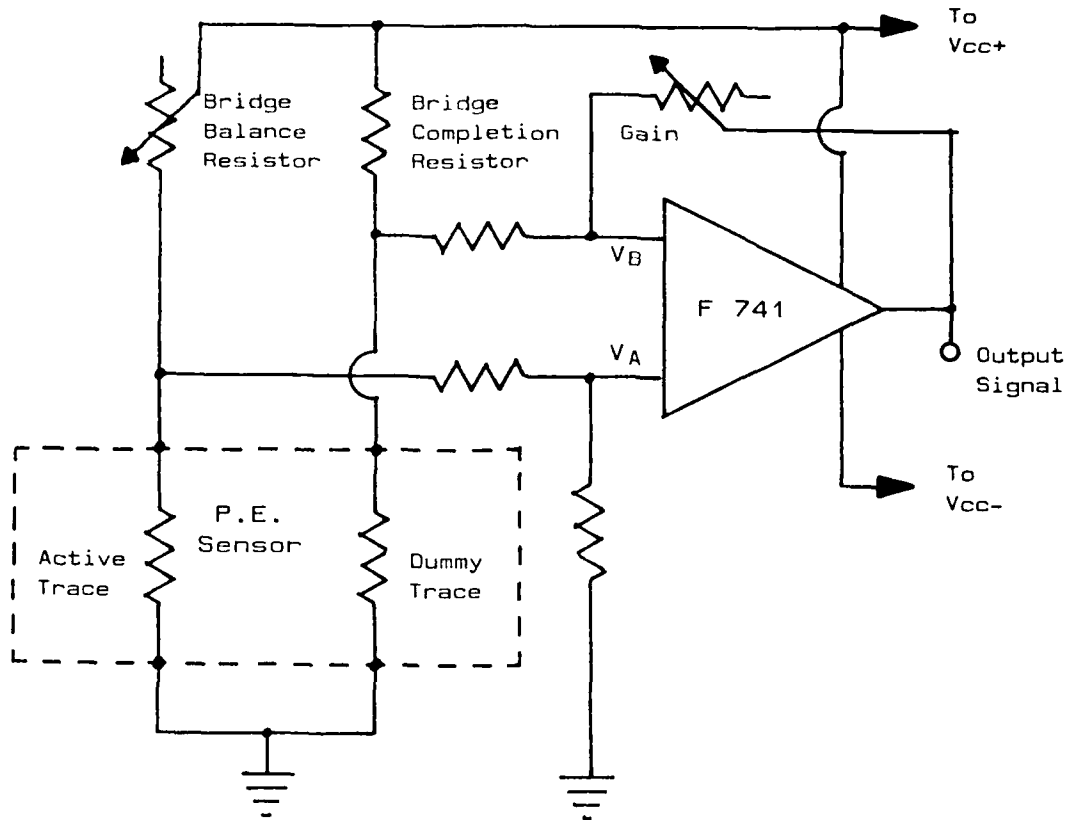 To
Vcc+
Bridge
Balance
Resistor
Bridge
Completion
Resistor
Gain
VB
F 741
VA
Output
Signal
To
Vcc-
P.E.
Sensor
Active
Trace
Dummy
Trace